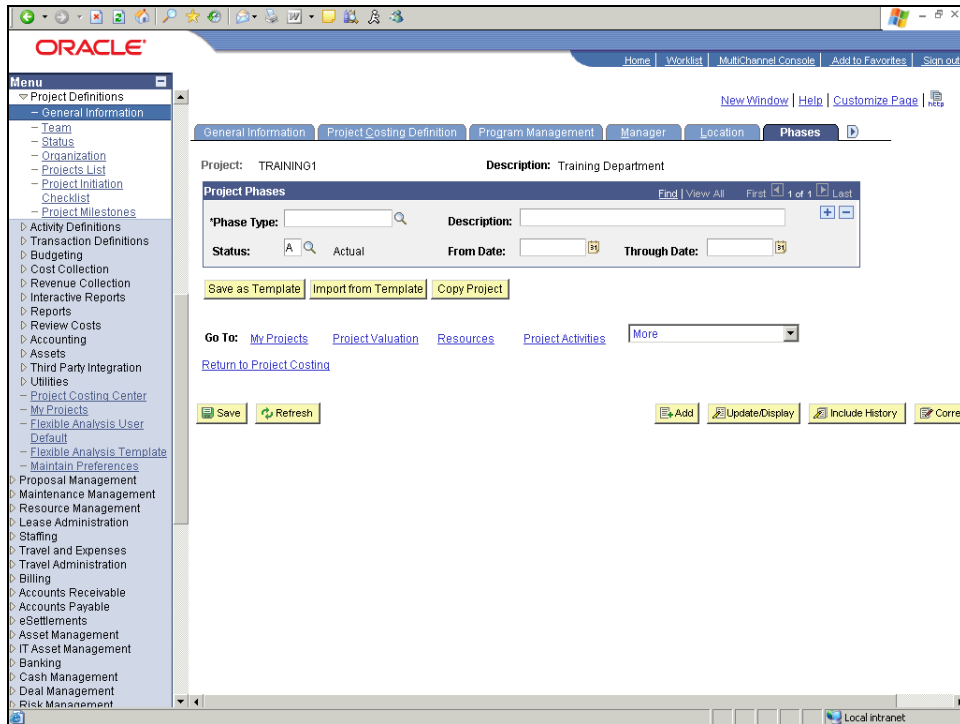 ORACLE
Home | Worklist | MultiChannel Console | Add to Favorites | Sign out
Menu
Project Definitions
General Information
Team
Status
Organization
Projects List
Project Initiation
Checklist
Project Milestones
Activity Definitions
Transaction Definitions
Budgeting
Cost Collection
Revenue Collection
Interactive Reports
Reports
Review Costs
Accounting
Assets
Third Party Integration
Utilities
Project Costing Center
My Projects
Flexible Analysis User
Default
Flexible Analysis Template
Maintain Preferences
Proposal Management
Maintenance Management
Resource Management
Lease Administration
Staffing
Travel and Expenses
Travel Administration
Billing
Accounts Receivable
Accounts Payable
eSettlements
Asset Management
IT Asset Management
Banking
Cash Management
Deal Management
Risk Management
New Window | Help | Customize Page | http
General Information Project Costing Definition Program Management Manager Location Phases
Project: TRAINING1 Description: Training Department
Project Phases Find | View All First 1 of 1 Last
*Phase Type: Description:
Status: A Actual From Date: 31 Through Date: 31
Save as Template Import from Template Copy Project
Go To: My Projects Project Valuation Resources Project Activities More
Return to Project Costing
Save Refresh Add Update/Display Include History Corre
Local intranet